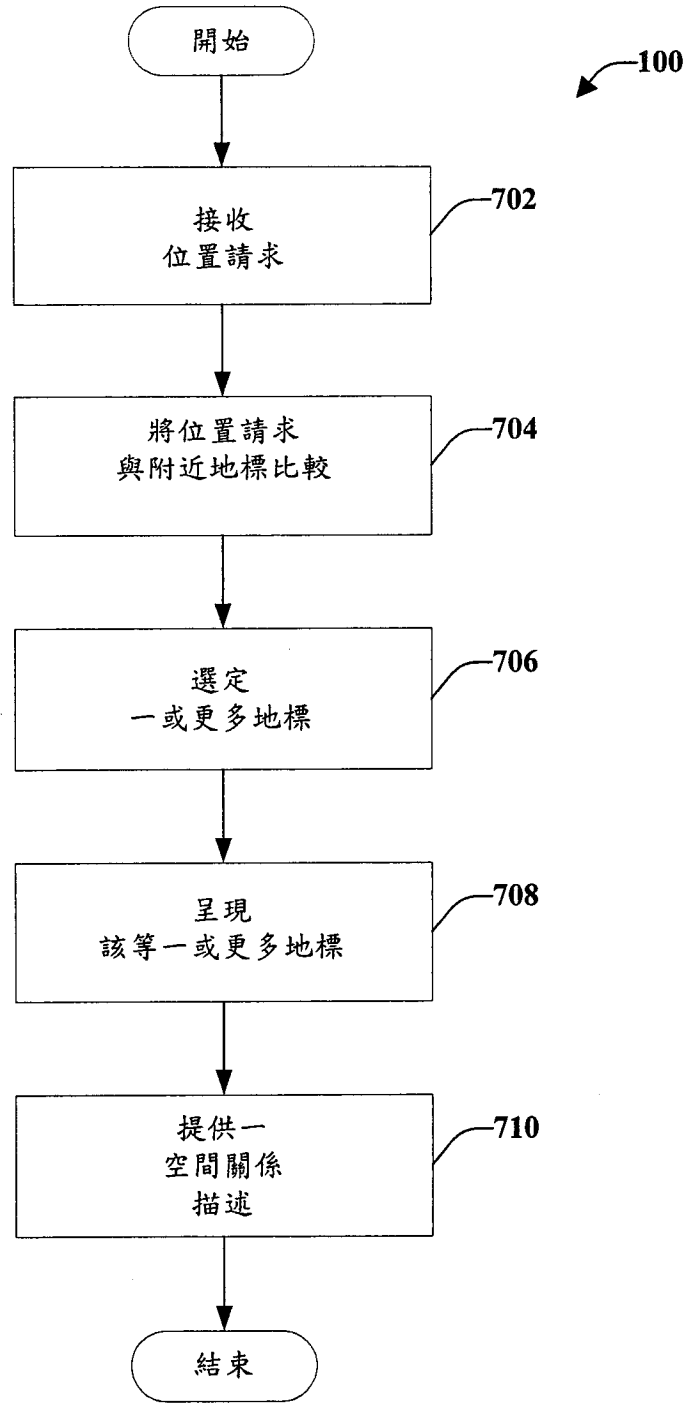 開始
100
接收
位置請求
702
將位置請求
與附近地標比較
704
選定
一或更多地標
706
呈現
該等一或更多地標
708
提供一
空間關係
描述
710
結束